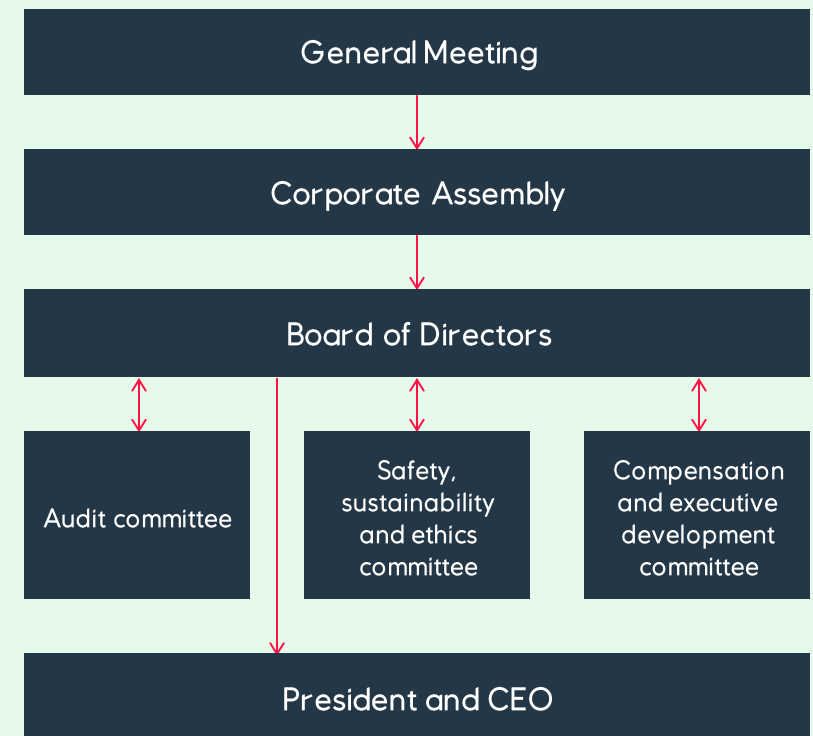 General Meeting
Corporate Assembly
Board of Directors
Audit committee
Safety,
sustainability
and ethics
committee
Compensation
and executive
development
committee
President and CEO